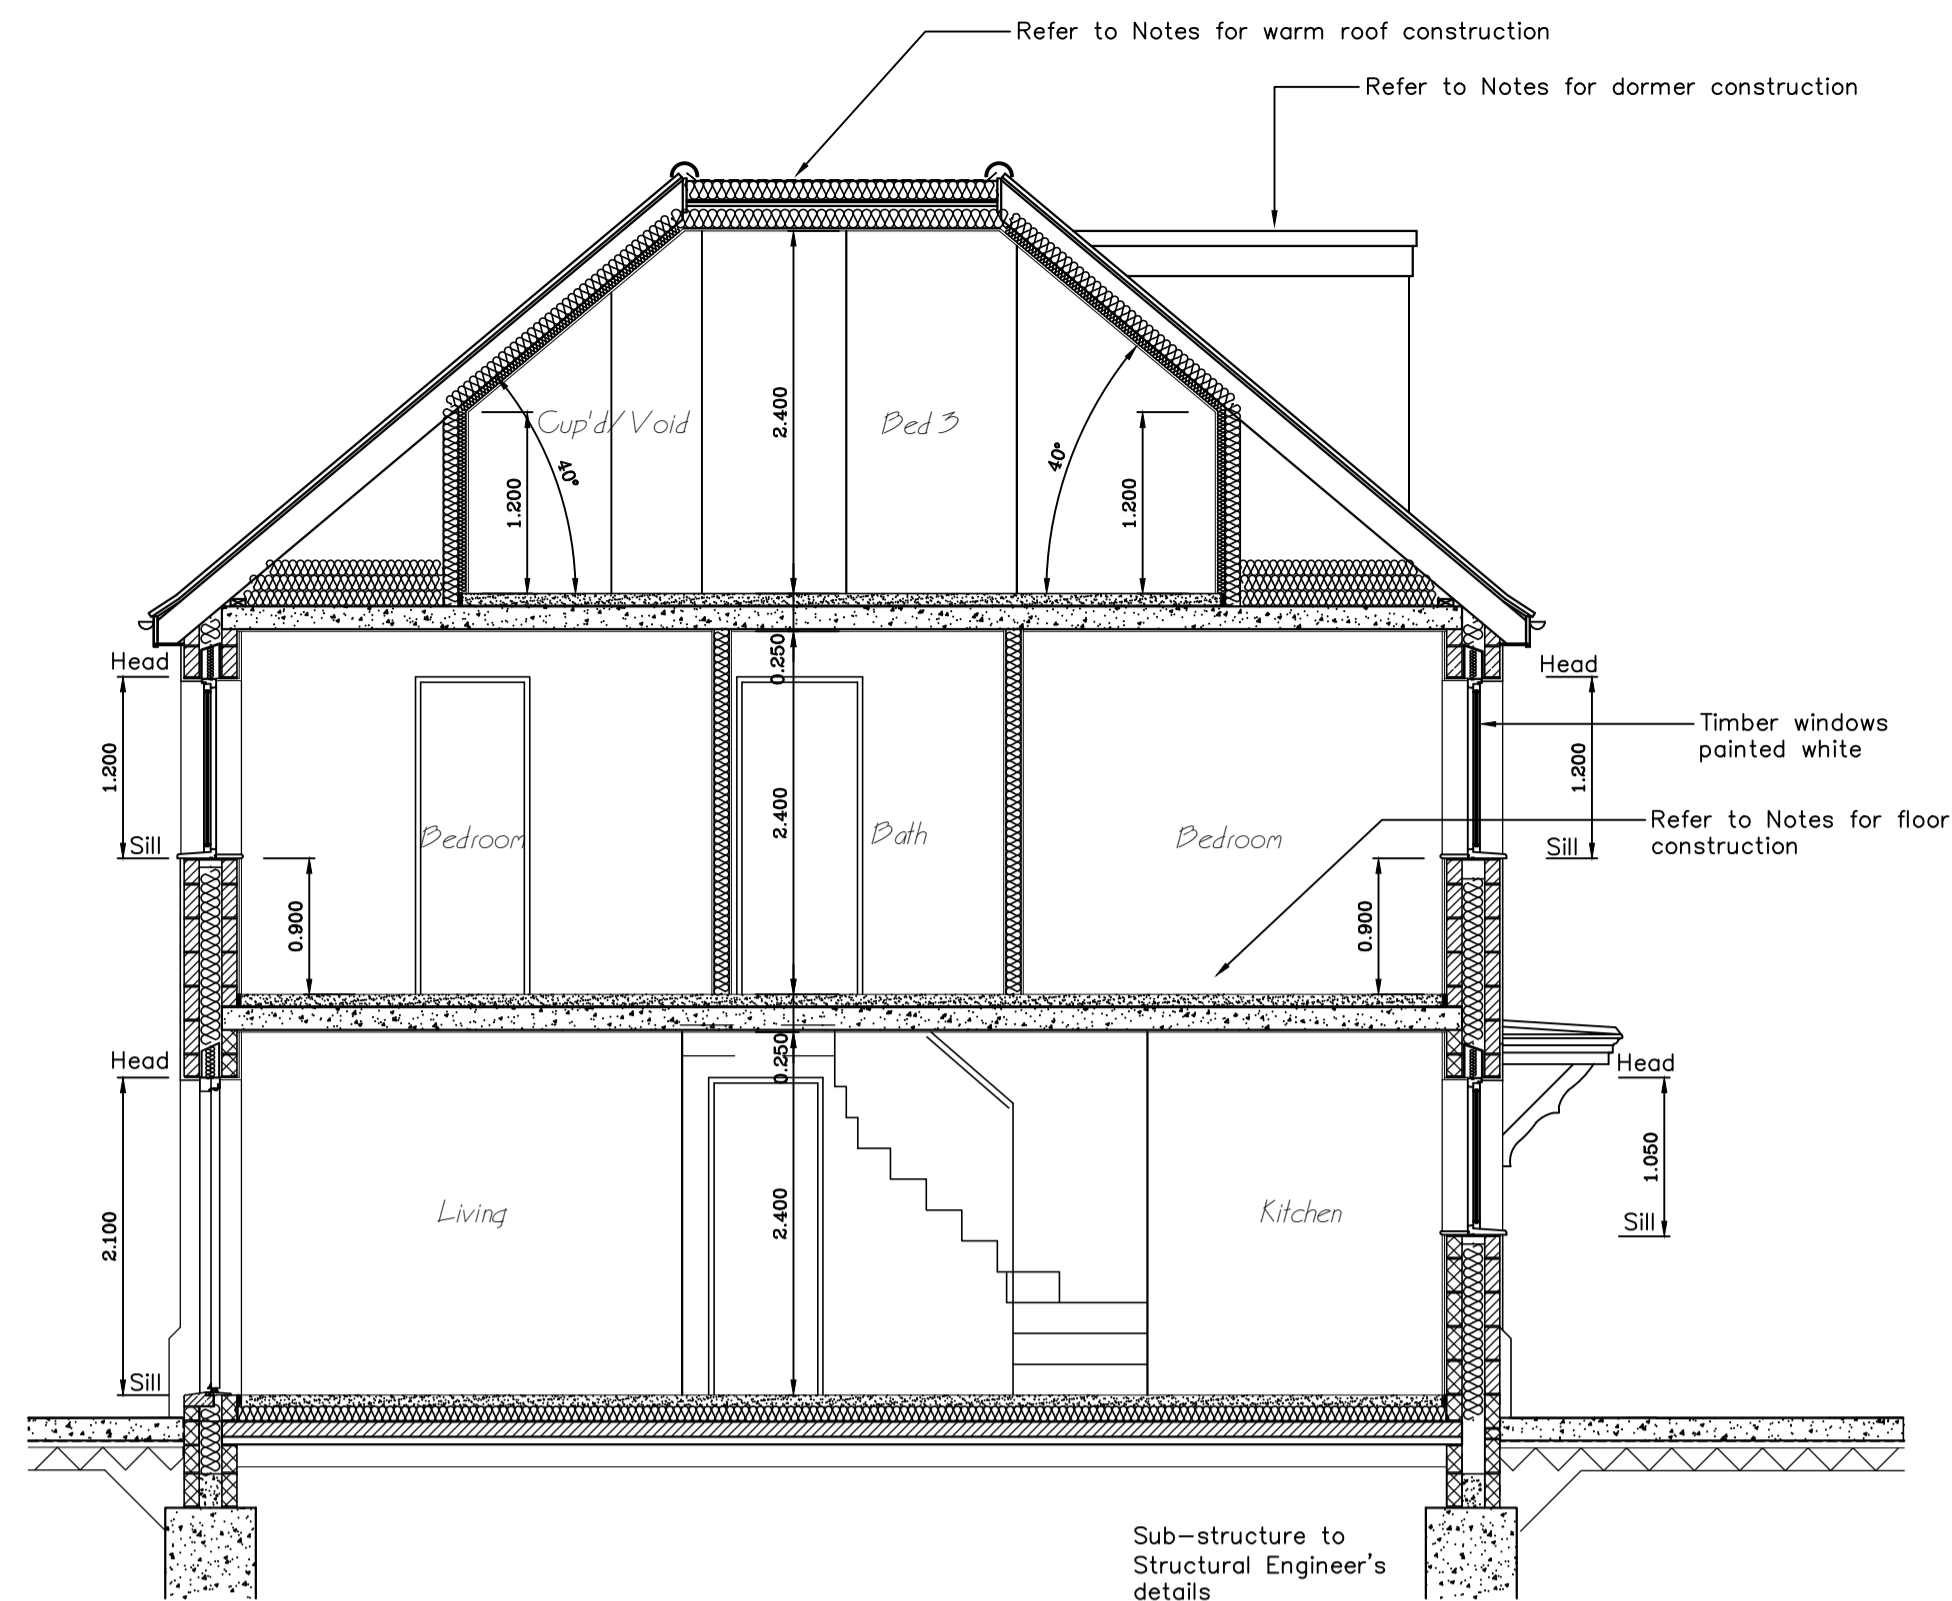 Refer to Notes for warm roof construction
Refer to Notes for dormer construction
2.400
Cup'd/ Void
Bed 3
40°
40°
1.200
1.200
Head
0.250
Head
1.200
Timber windows
painted white
1.200
2.400
Bedroom
Bath
Bedroom
Refer to Notes for floor
construction
Sill
Sill
0.900
0.900
Head
0.250
Head
1.050
2.100
Living
2.400
Kitchen
Sill
Sill
Sub-structure to
Structural Engineer's
details